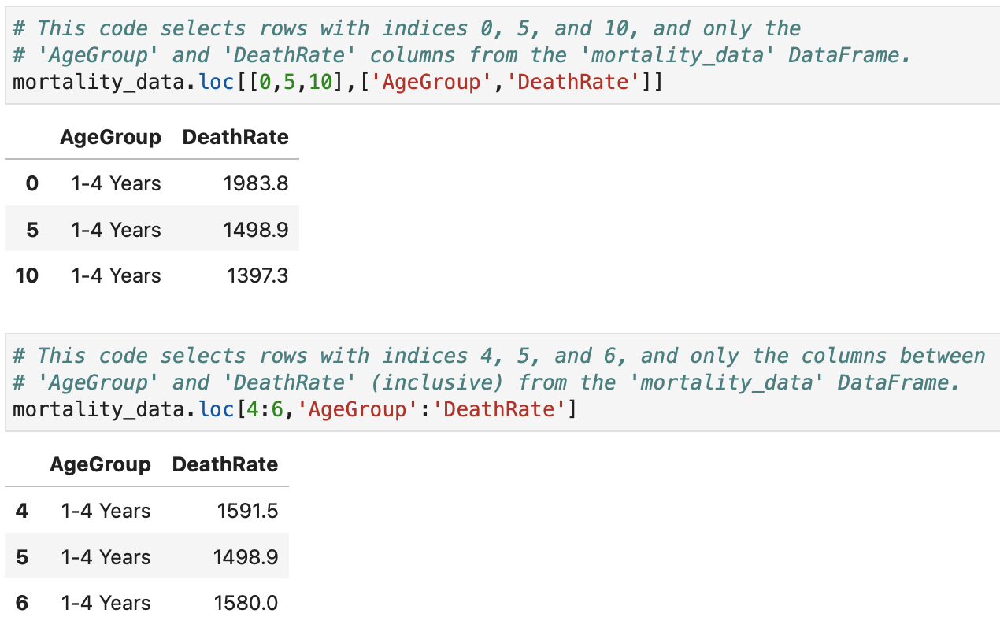 # This code selects rows with indices 0, 5, and 10, and only the
# 'AgeGroup' and 'DeathRate' columns from the 'mortality_data' DataFrame.
mortality_data.loc[[0,5,10],['AgeGroup','DeathRate']]
AgeGroup DeathRate
0 1-4 Years 1983.8
5 1-4 Years 1498.9
10 1-4 Years 1397.3
# This code selects rows with indices 4, 5, and 6, and only the columns between
# 'AgeGroup' and 'DeathRate' (inclusive) from the 'mortality_data' DataFrame.
mortality_data.loc[4:6,'AgeGroup':'DeathRate']
AgeGroup DeathRate
4 1-4 Years 1591.5
5 1-4 Years 1498.9
6 1-4 Years 1580.0